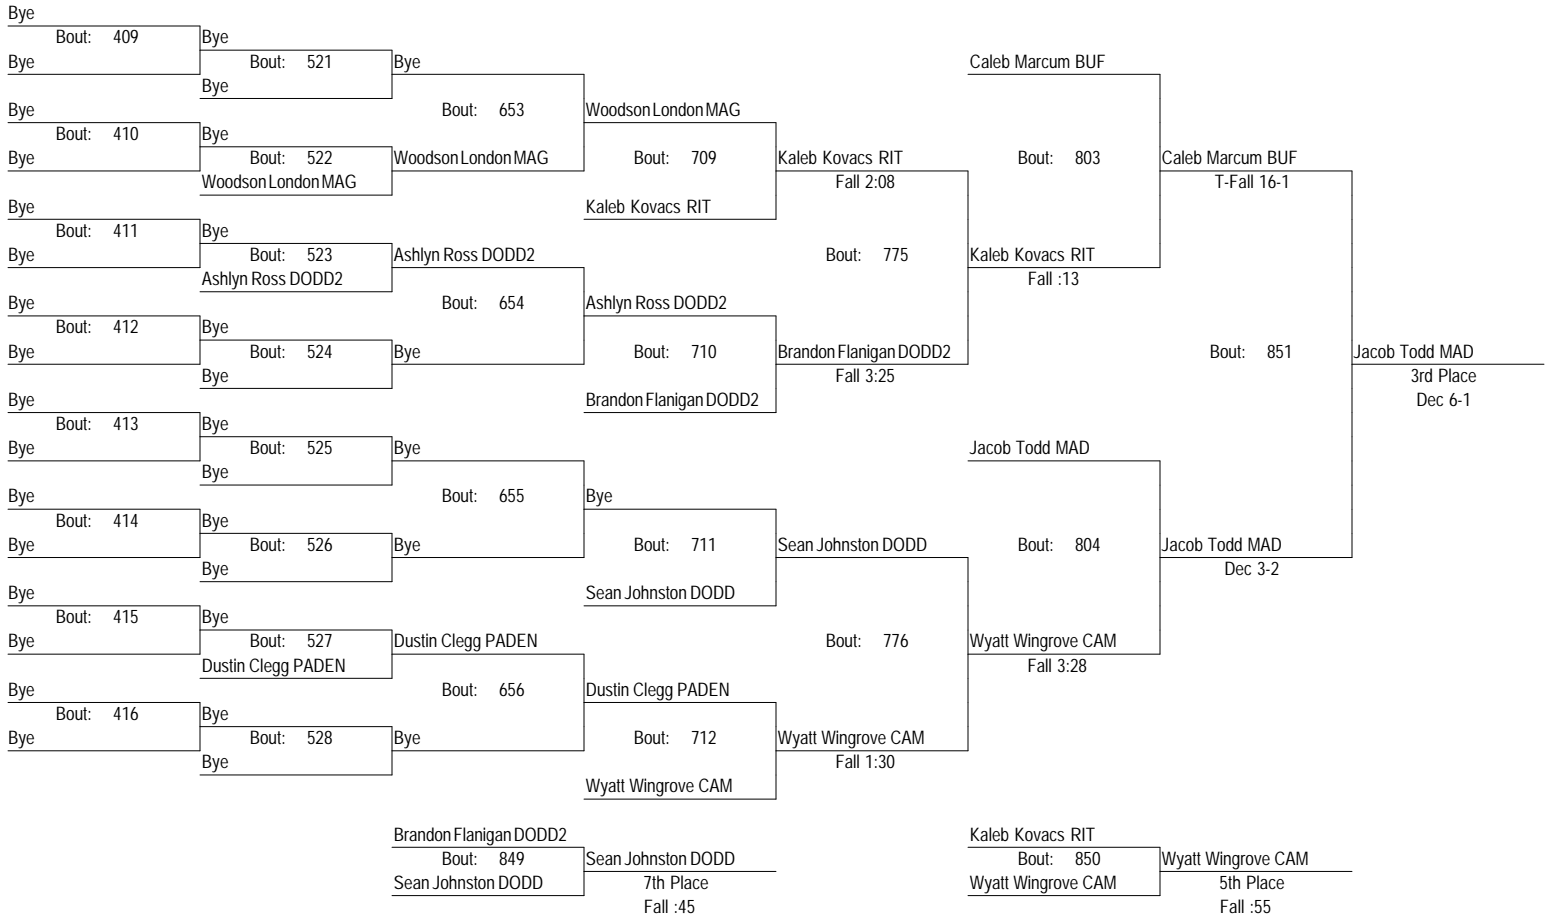 Bye
Bout: 409 Bye
Bye Bout: 521 Bye Caleb Marcum BUF
Bye
Bye Bout: 653 Woodson London MAG
Bout: 410 Bye
Bye Bout: 522 Woodson London MAG Bout: 709 Kaleb Kovacs RIT Bout: 803 Caleb Marcum BUF
Woodson London MAG Fall 2:08 T-Fall 16-1
Bye Kaleb Kovacs RIT
Bout: 411 Bye
Bye Bout: 523 Ashlyn Ross DODD2 Bout: 775 Kaleb Kovacs RIT
Ashlyn Ross DODD2 Fall :13
Bye Bout: 654 Ashlyn Ross DODD2
Bout: 412 Bye
Bye Bout: 524 Bye Bout: 710 Brandon Flanigan DODD2 Bout: 851 Jacob Todd MAD
Bye Fall 3:25 3rd Place
Bye Brandon Flanigan DODD2 Dec 6-1
Bout: 413 Bye
Bye Bout: 525 Bye Jacob Todd MAD
Bye
Bye Bout: 655 Bye
Bout: 414 Bye
Bye Bout: 526 Bye Bout: 711 Sean Johnston DODD Bout: 804 Jacob Todd MAD
Bye Dec 3-2
Bye Sean Johnston DODD
Bout: 415 Bye
Bye Bout: 527 Dustin Clegg PADEN Bout: 776 Wyatt Wingrove CAM
Dustin Clegg PADEN Fall 3:28
Bye Bout: 656 Dustin Clegg PADEN
Bout: 416 Bye
Bye Bout: 528 Bye Bout: 712 Wyatt Wingrove CAM
Bye Fall 1:30
Wyatt Wingrove CAM
Brandon Flanigan DODD2 Kaleb Kovacs RIT
Bout: 849 Sean Johnston DODD Bout: 850 Wyatt Wingrove CAM
Sean Johnston DODD 7th Place Wyatt Wingrove CAM 5th Place
Fall :45 Fall :55